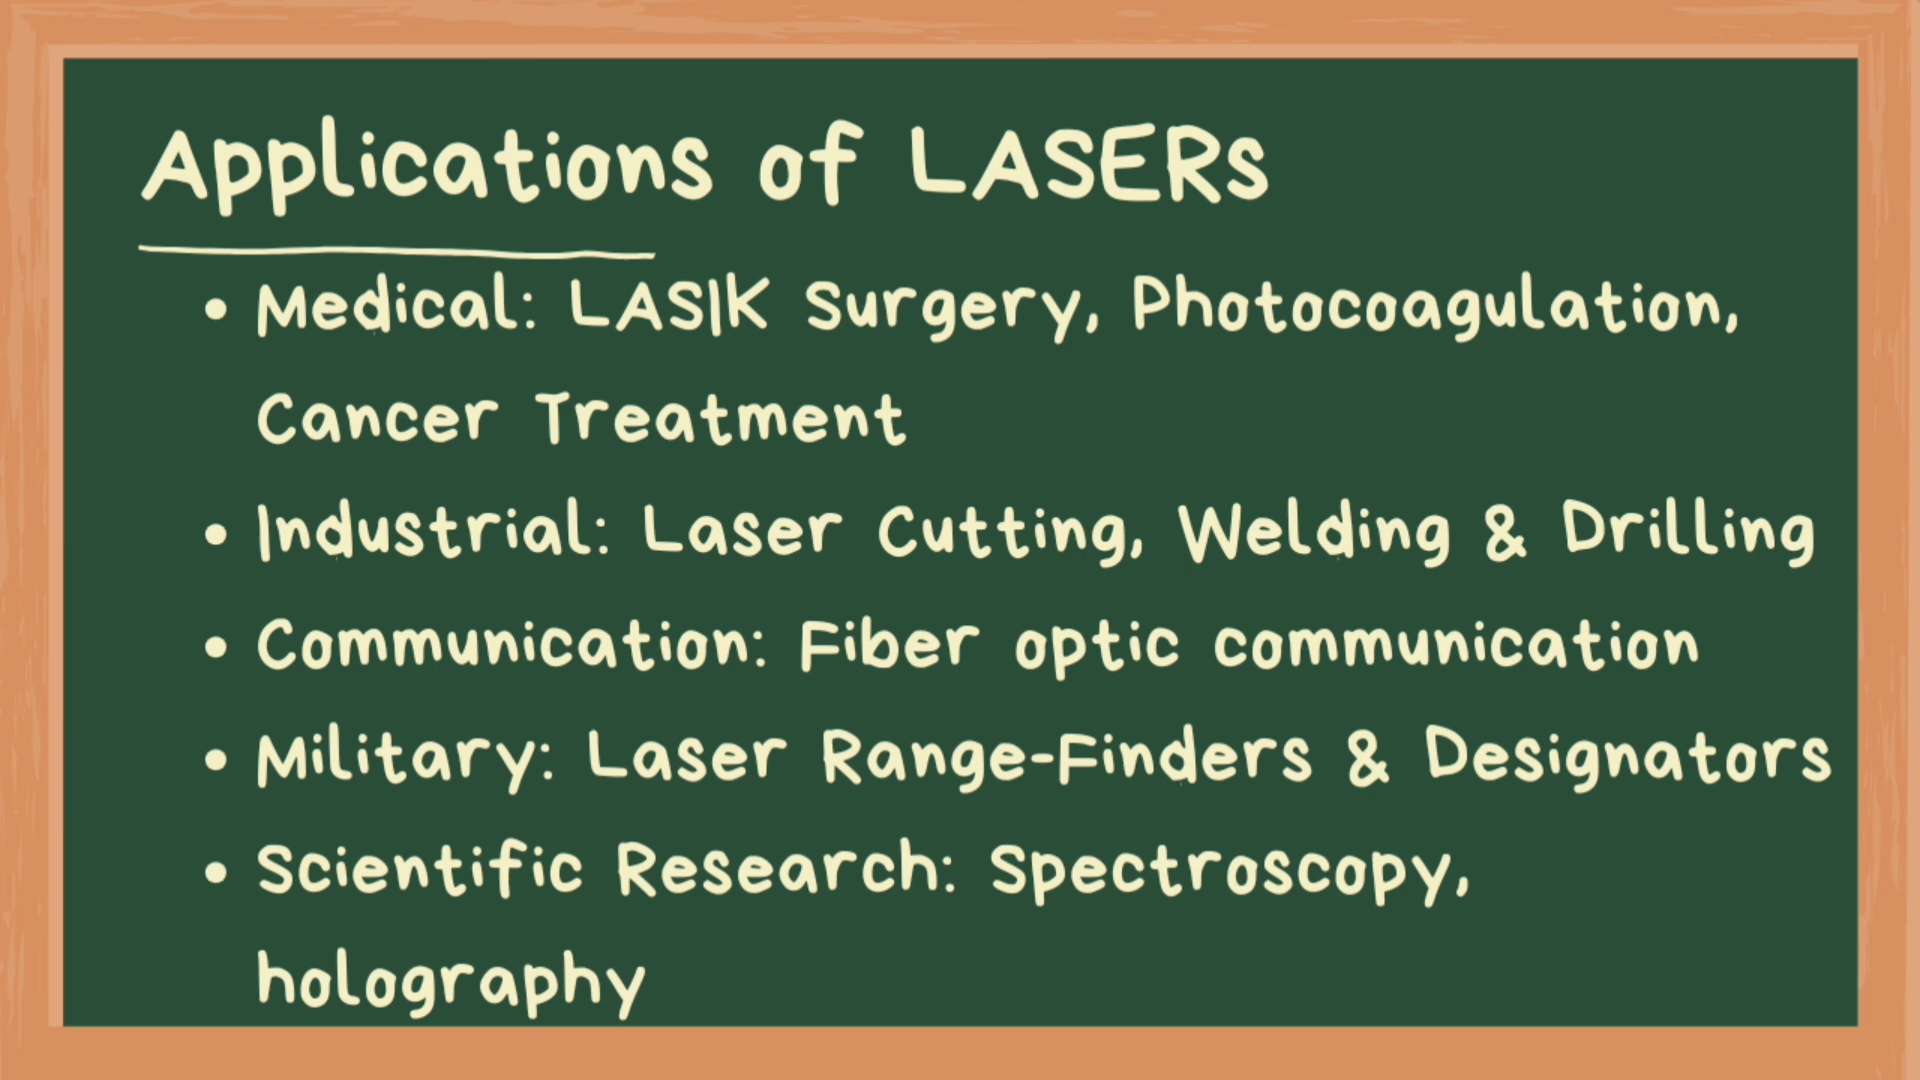 Applications of LASERs
• Medical: LASIK Surgery, Photocoagulation,
Cancer Treatment
• Industrial: Laser Cutting, Welding & Drilling
• Communication: Fiber optic communication
• Military: Laser Range-Finders & Designators
• Scientific Research: Spectroscopy,
holography